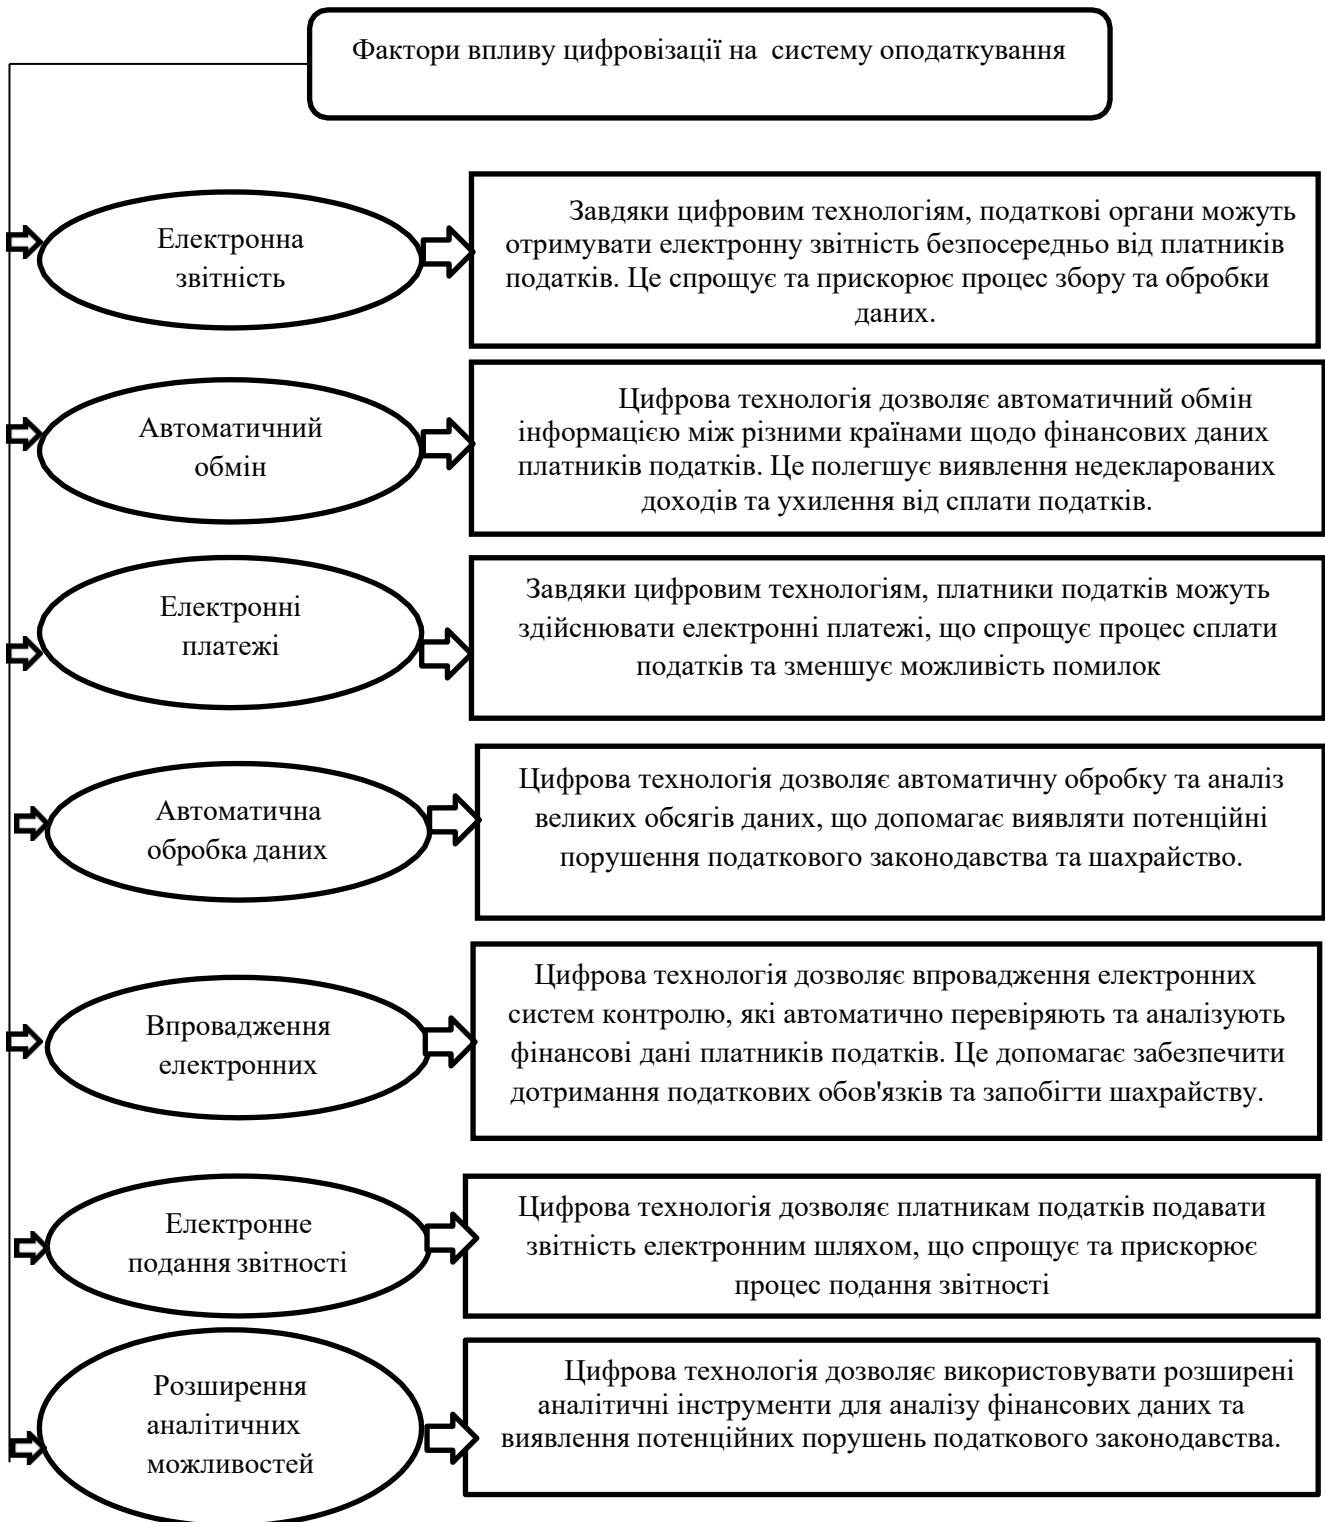 Фактори впливу цифровізації на система оподаткування
Електронна
звітність
Завдяки цифровим технологіям, податкові органи можуть
отримувати електронну звітність безпосередньо від платників
податків. Це спрощує та прискорює процес збору та обробки
даних.
Автоматичний
обмін
Цифрова технологія дозволяє автоматичний обмін
інформацією між різними країнами щодо фінансових даних
платників податків. Це полегшує виявлення недекларованих
доходів та ухилення від сплати податків.
Електронні
платежі
Завдяки цифровим технологіям, платники податків можуть
здійснювати електронні платежі, що спрощує процес сплати
податків та зменшує можливість помилок
Автоматична
обробка даних
Цифрова технологія дозволяє автоматичну обробку та аналіз
великих обсягів даних, що допомагає виявляти потенційні
порушення податкового законодавства та шахрайство.
Впровадження
електронних
Цифрова технологія дозволяє впровадження електронних
систем контролю, які автоматично перевіряють та аналізують
фінансові дані платників податків. Це допомагає забезпечити
дотримання податкових обов'язків та запобігти шахрайству.
Електронне
подання звітності
Цифрова технологія дозволяє платникам податків подавати
звітність електронним шляхом, що спрощує та прискорює
процес подання звітності
Розширення
аналітичних
можливостей
Цифрова технологія дозволяє використовувати розширені
аналітичні інструменти для аналізу фінансових даних та
виявлення потенційних порушень податкового законодавства.